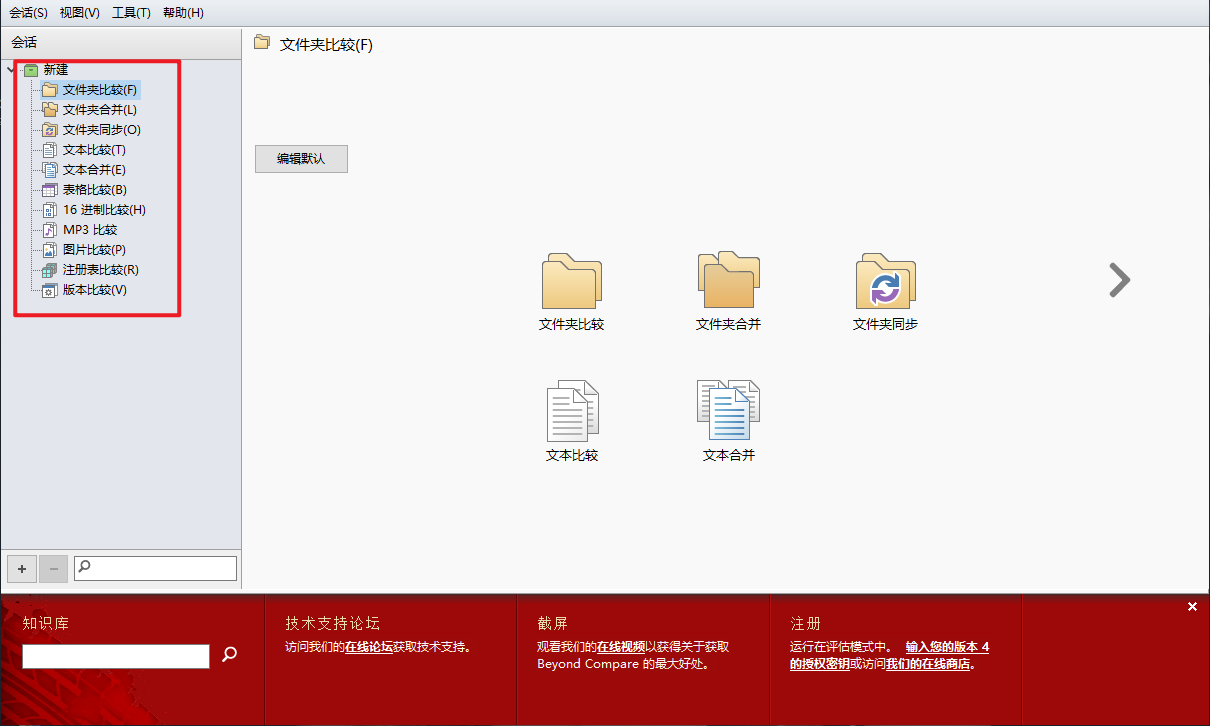 会话(S) 视图(V) 工具(T) 帮助(H)
会话
新建
文件夹比较(F)
文件夹合并(L)
文件夹同步(O)
文本比较(T)
文本合并(E)
表格比较(B)
16 进制比较(H)
MP3 比较
图片比较(P)
注册表比较(R)
版本比较(V)
文件夹比较(F)
编辑默认
文件夹比较 文件夹合并 文件夹同步
文本比较 文本合并
知识库
技术支持论坛
访问我们的在线论坛获取技术支持。
截屏
观看我们的在线视频以获得关于获取
Beyond Compare 的最大好处。
注册
运行在评估模式中。 输入您的版本 4
的授权密钥或访问我们的在线商店。